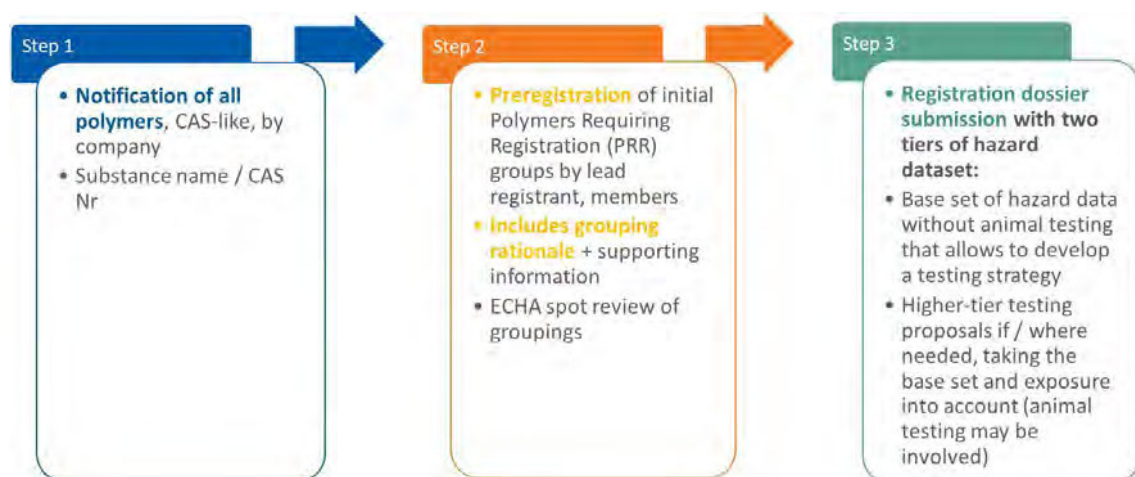 Step 1
• Notification of all
polymers, CAS-like, by
company
• Substance name / CAS
Nr
Step 2
• Preregistration of initial
Polymers Requiring
Registration (PRR)
groups by lead
registrant, members
• Includes grouping
rationale + supporting
information
• ECHA spot review of
groupings
Step 3
• Registration dossier
submission with two
tiers of hazard
dataset:
• Base set of hazard data
without animal testing
that allows to develop
a testing strategy
• Higher-tier testing
proposals if / where
needed, taking the
base set and exposure
into account (animal
testing may be
involved)